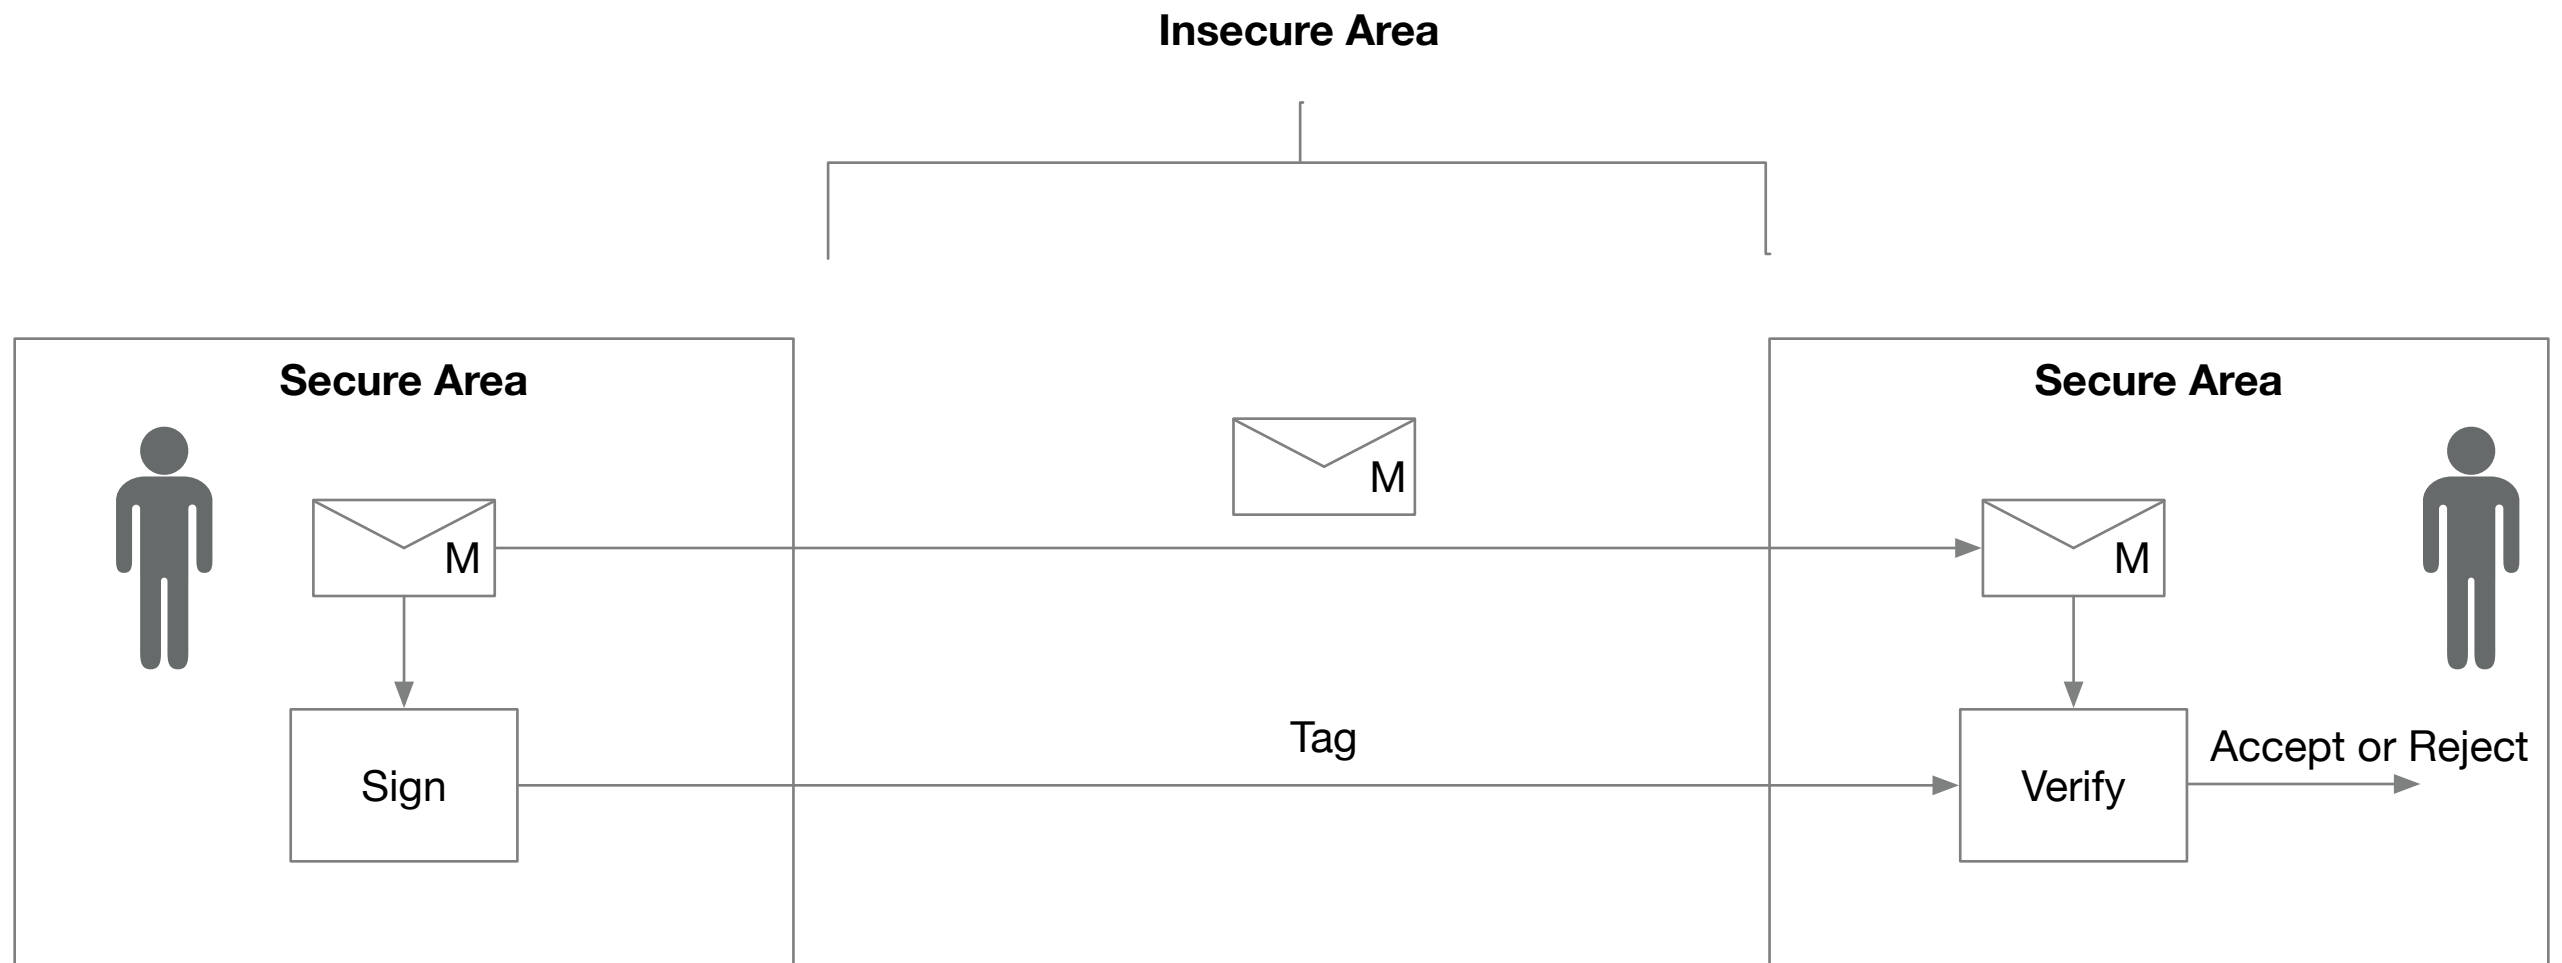 Insecure Area
Secure Area
Secure Area
M
M
M
Tag
Accept or Reject
Sign
Verify